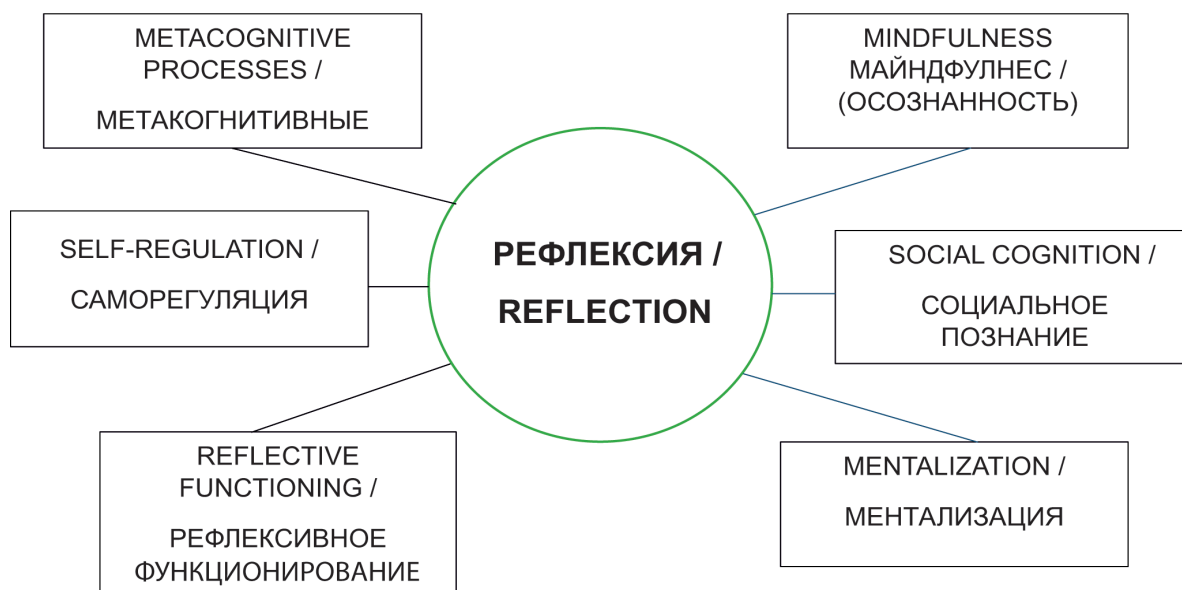 METACOGNITIVE
PROCESSES /
МЕТАКОГНИТИВНЫЕ
MINDFULNESS
МАЙНДФУЛНЕС /
(ОСОЗНАННОСТЬ)
SELF-REGULATION /
САМОРЕГУЛЯЦИЯ
РЕФЛЕКСИЯ /
REFLECTION
SOCIAL COGNITION /
СОЦИАЛЬНОЕ
ПОЗНАНИЕ
REFLECTIVE
FUNCTIONING /
РЕФЛЕКСИВНОЕ
ФУНКЦИОНИРОВАНИЕ
MENTALIZATION /
МЕНТАЛИЗАЦИЯ